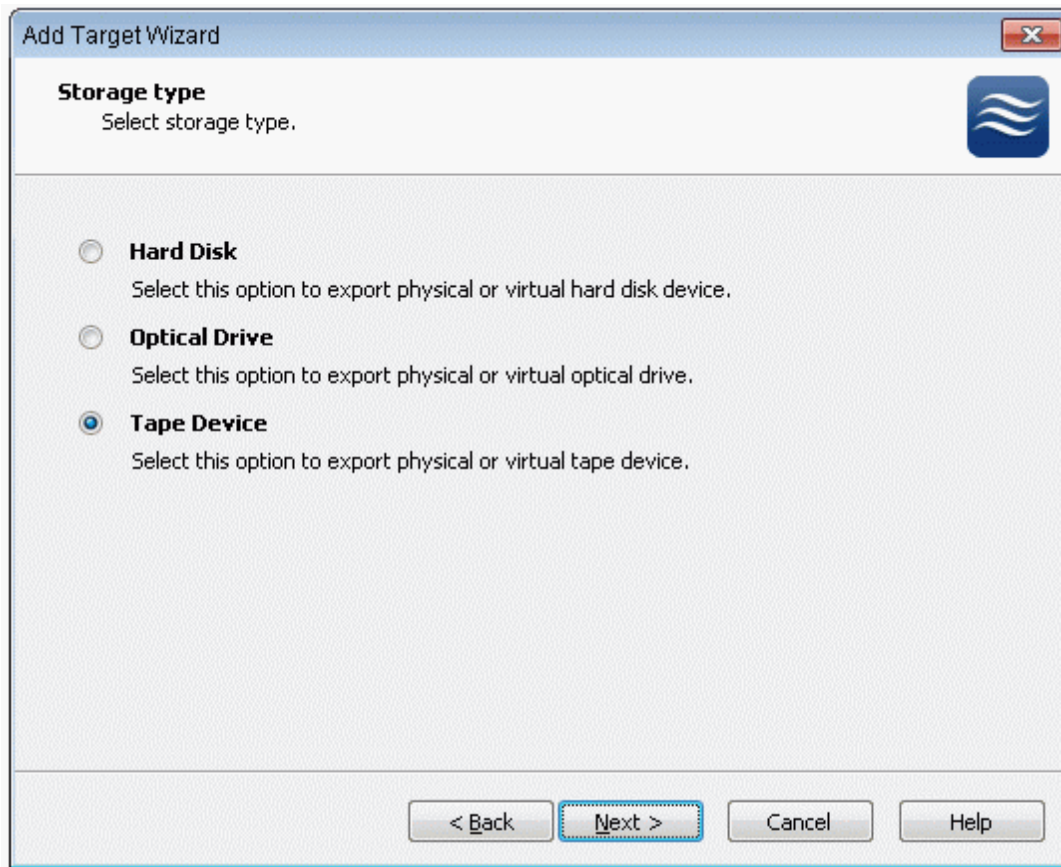 Add Target Wizard
Storage type
Select storage type.
Hard Disk
Select this option to export physical or virtual hard disk device.
Optical Drive
Select this option to export physical or virtual optical drive.
Tape Device
Select this option to export physical or virtual tape device.
< Back Next > Cancel Help